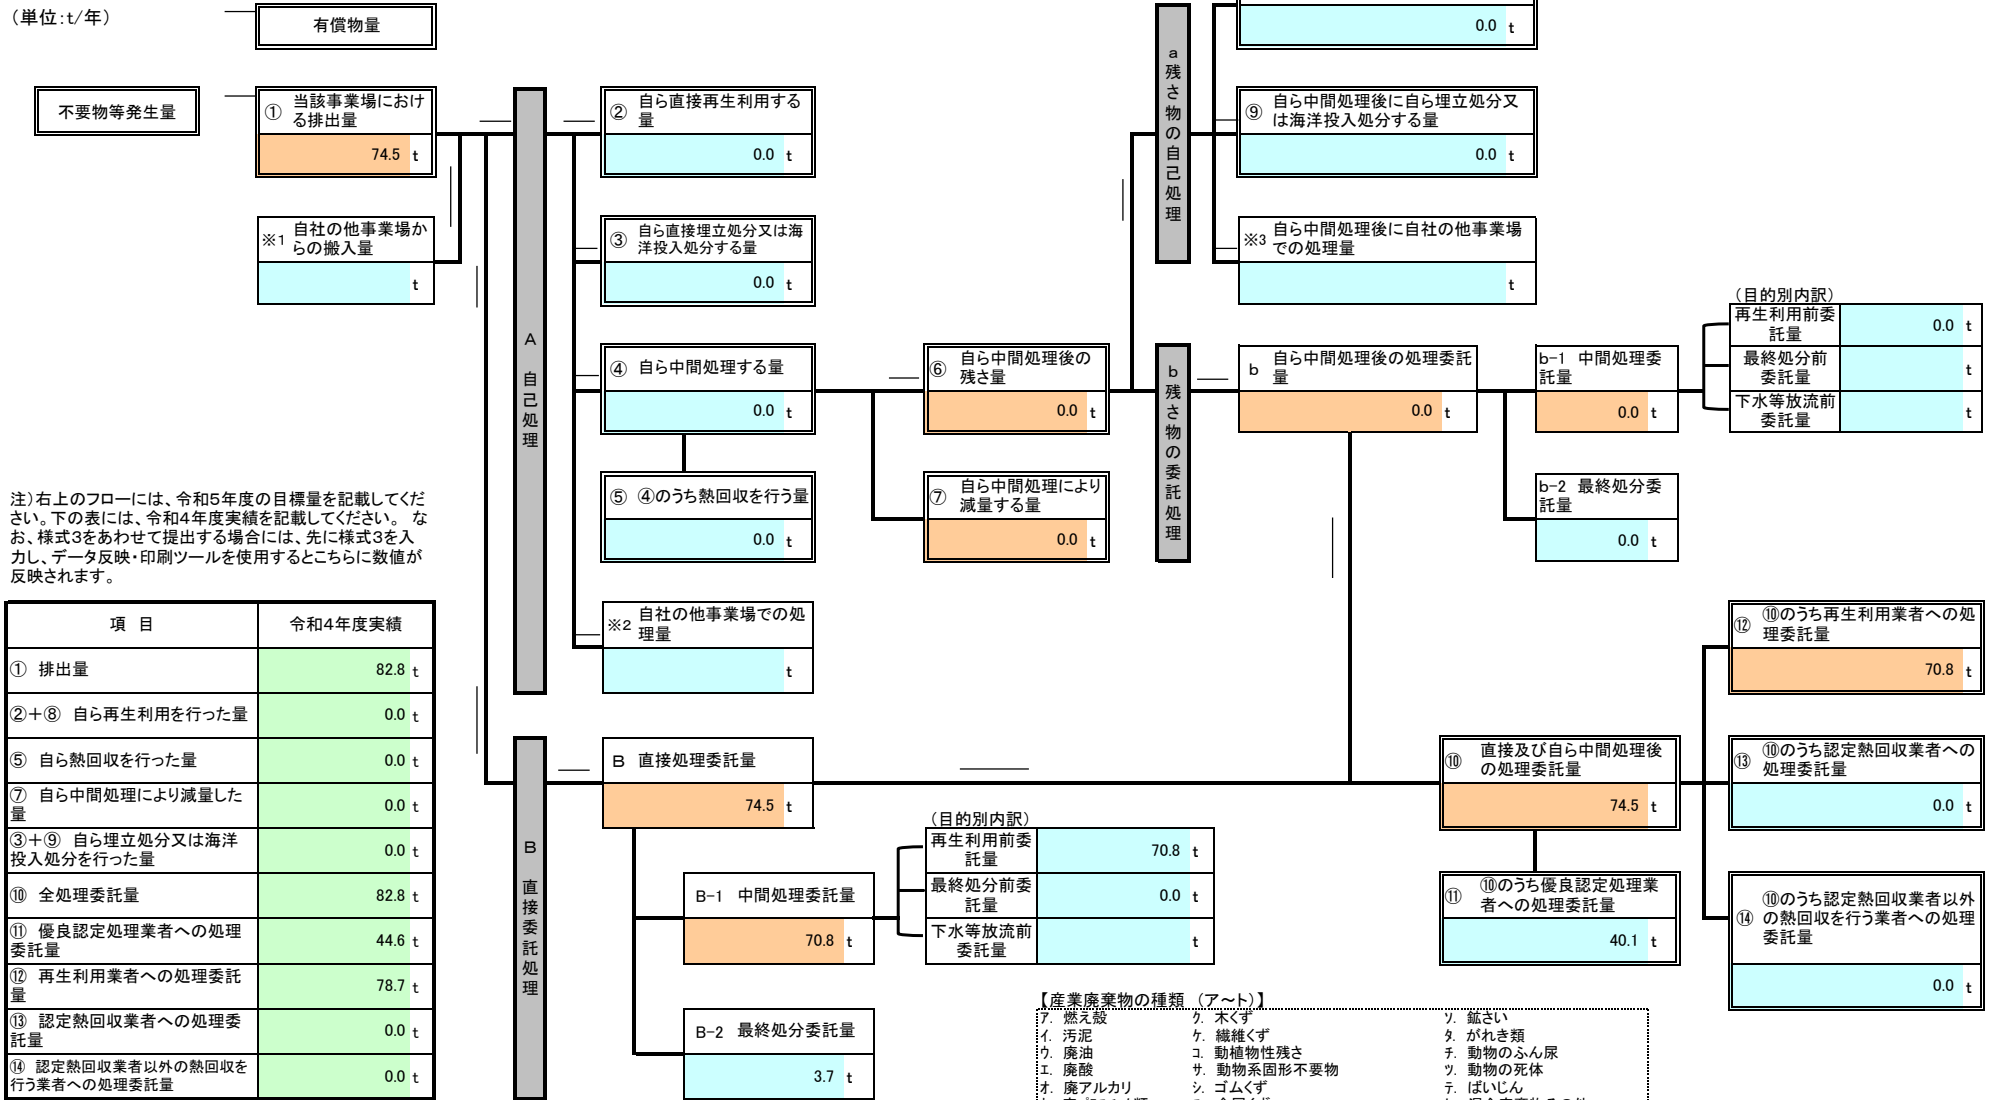 （単位:t/年）
有償物量
不要物等発生量
① 当該事業場におけ
る排出量
74.5 t
※1 自社の他事業場か
らの搬入量
t
A 自己処理
② 自ら直接再生利用する
量
0.0 t
③ 自ら直接埋立処分又は海
洋投入処分する量
0.0 t
④ 自ら中間処理する量
0.0 t
⑤ ④のうち熱回収を行う量
0.0 t
※2 自社の他事業場での処
理量
t
⑥ 自ら中間処理後の
残さ量
0.0 t
⑦ 自ら中間処理により
減量する量
0.0 t
a 残さ物の自己処理
0.0 t
⑨ 自ら中間処理後に自ら埋立処分又
は海洋投入処分する量
0.0 t
※3 自ら中間処理後に自社の他事業場
での処理量
t
b 残さ物の委託処理
b 自ら中間処理後の処理委託
量
0.0 t
b-1 中間処理委
託量
0.0 t
b-2 最終処分委
託量
0.0 t
（目的別内訳）
再生利用前委
託量
0.0 t
最終処分前
委託量
t
下水等放流前
委託量
t
注）右上のフローには、令和5年度の目標量を記載してくだ
さい。下の表には、令和4年度実績を記載してください。 な
お、様式3をあわせて提出する場合には、先に様式3を入
力し、データ反映・印刷ツールを使用するとこちらに数値が
反映されます。
項 目 令和4年度実績
① 排出量 82.8 t
②＋⑧ 自ら再生利用を行った量 0.0 t
⑤ 自ら熱回収を行った量 0.0 t
⑦ 自ら中間処理により減量した
量 0.0 t
③＋⑨ 自ら埋立処分又は海洋
投入処分を行った量 0.0 t
⑩ 全処理委託量 82.8 t
⑪ 優良認定処理業者への処理
委託量 44.6 t
⑫ 再生利用業者への処理委託
量 78.7 t
⑬ 認定熱回収業者への処理委
託量 0.0 t
⑭ 認定熱回収業者以外の熱回収を
行う業者への処理委託量 0.0 t
B 直接委託処理
B 直接処理委託量
74.5 t
B-1 中間処理委託量
70.8 t
B-2 最終処分委託量
3.7 t
（目的別内訳）
再生利用前委
託量
70.8 t
最終処分前委
託量
0.0 t
下水等放流前
委託量
t
⑩ 直接及び自ら中間処理後
の処理委託量
74.5 t
⑪ ⑩のうち優良認定処理業
者への処理委託量
40.1 t
⑫ ⑩のうち再生利用業者への処
理委託量
70.8 t
⑬ ⑩のうち認定熱回収業者への
処理委託量
0.0 t
⑭ ⑩のうち認定熱回収業者以外
の熱回収を行う業者への処理
委託量
0.0 t
【産業廃棄物の種類 （ア～ト）】
ア. 燃え殻 ク. 木くず ソ. 鉱さい
イ. 汚泥 ケ. 繊維くず タ. がれき類
ウ. 廃油 コ. 動植物性残さ チ. 動物のふん尿
エ. 廃酸 サ. 動物系固形不要物 ツ. 動物の死体
オ. 廃アルカリ シ. ゴムくず テ. ばいじん